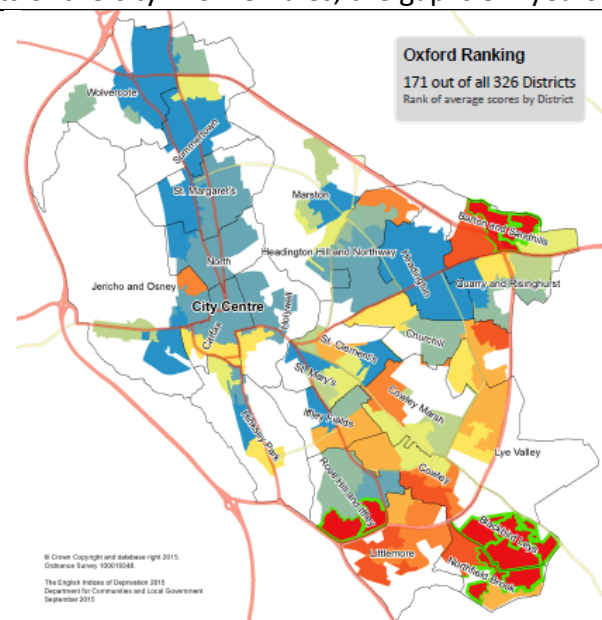 Oxford Ranking
171 out of all 326 Districts
Rank of average scores by District
Wolvercote
Summertown
St. Margaret's
Marston
Barton and Sandhills
North
Headington Hill and Northway
Headington
Quarry and Risinghurst
Jericho and Osney
City Centre
Holywell
Carfax
Churchill
St. Clement's
St. Mary's
Cowley Marsh
Iffley Fields
Hinksey Park
Lye Valley
Cowley
Rose Hill and Iffley
Blackbird Leys
Littlemore
Northfield Brook
© Crown Copyright and database right 2015.
Ordnance Survey 100019348.
The English Indices of Deprivation 2015
Department for Communities and Local Government
September 2015